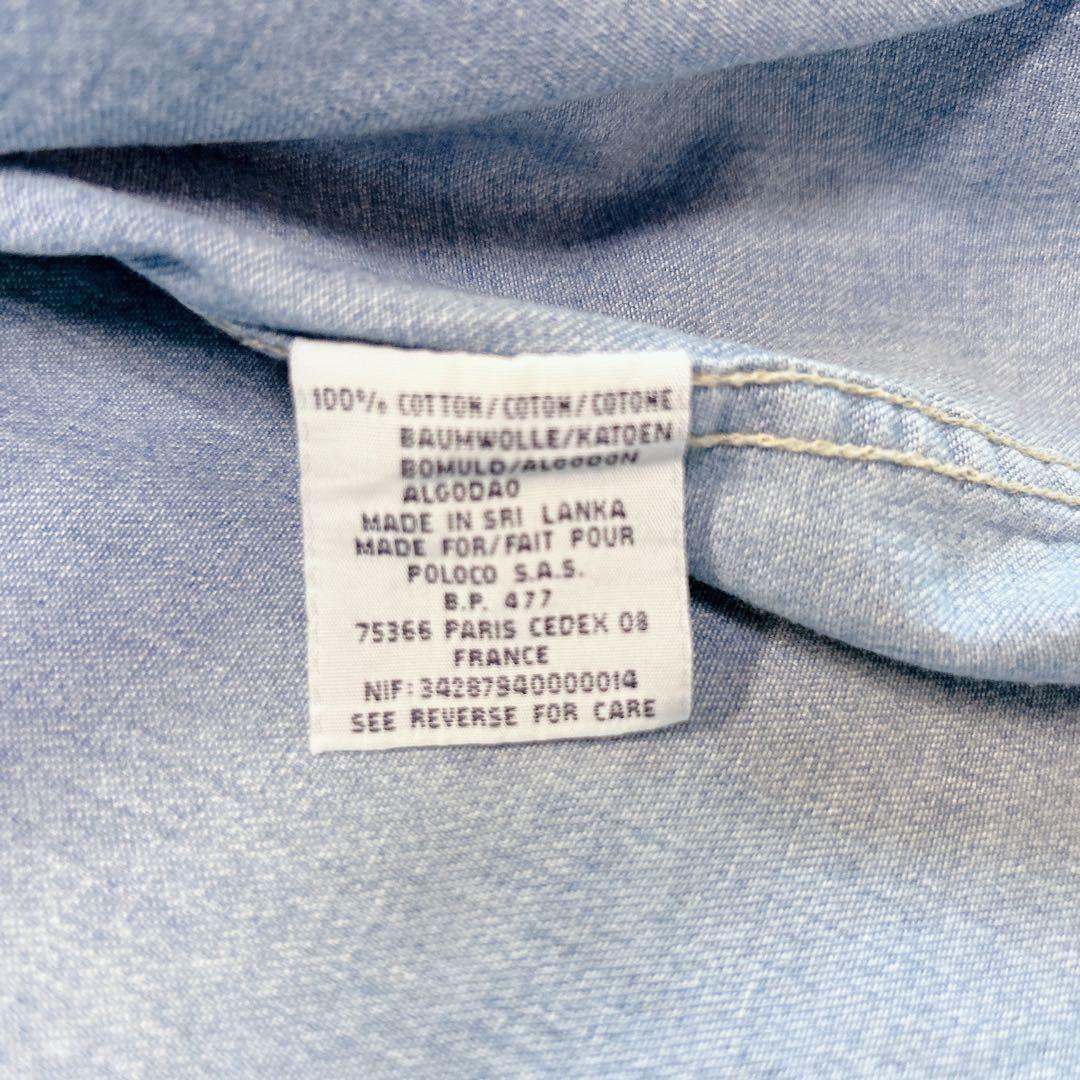 100% COTTON/COTON/COTONE
BAUMWOLLE/KATOEN
BOMULD/ALGODON
ALGODAO
MADE IN SRI LANKA
MADE FOR/FAIT POUR
POLOCO S.A.S.
B.P. 477
75366 PARIS CEDEX 08
FRANCE
NIF:34287940000014
SEE REVERSE FOR CARE